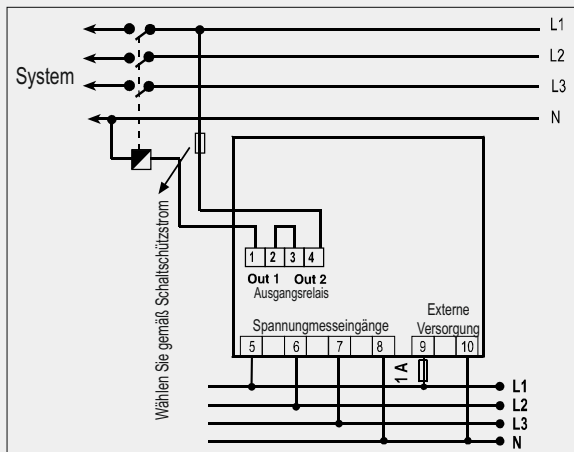 L1
L2
System
L3
N
Wählen Sie gemäß Schaltschützstrom
1 2 3 4
Out 1 Out 2
Ausgangsrelais
Spannungmesseingänge
Externe
Versorgung
5 6 7 8 9 10
1 A
L1
L2
L3
N